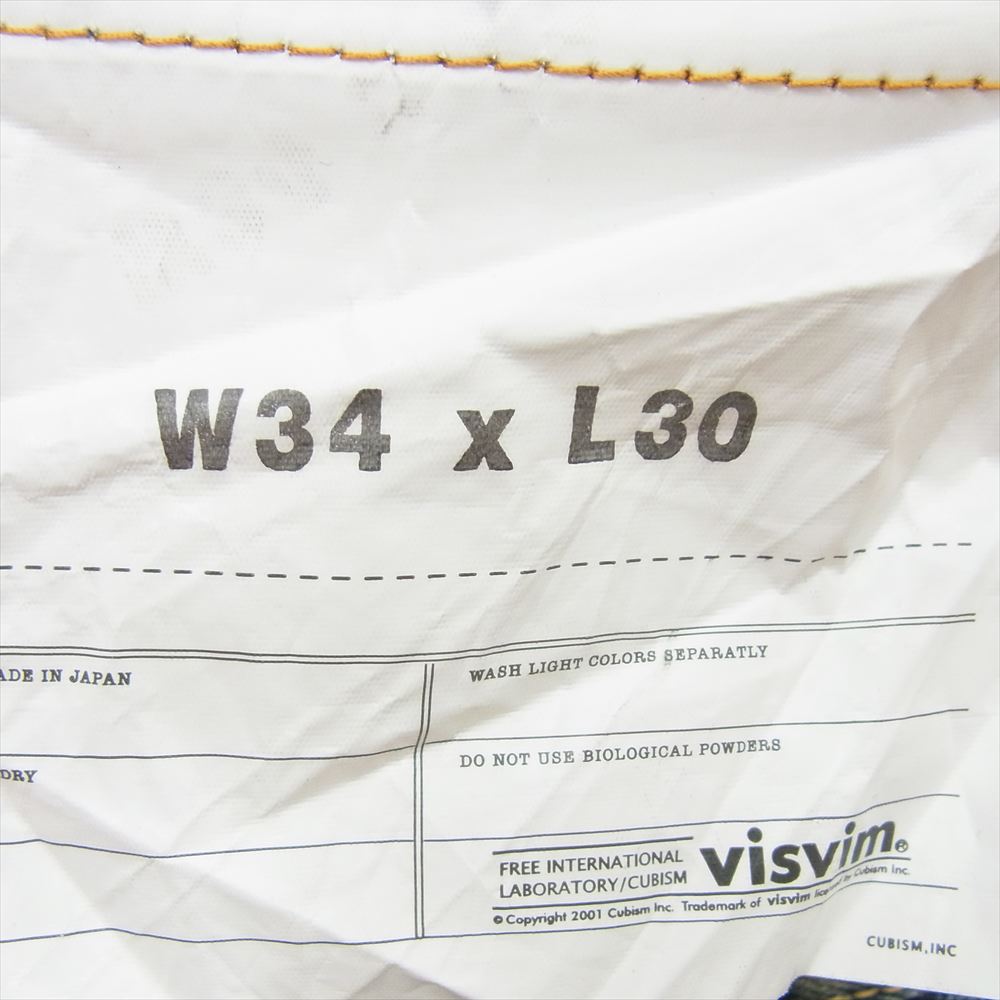 W34 x L30
ADE IN JAPAN
WASH LIGHT COLORS SEPARATLY
DRY
DO NOT USE BIOLOGICAL POWDERS
FREE INTERNATIONAL
LABORATORY/CUBISM
visvim®
© Copyright 2001 Cubism Inc. Trademark of visvim by Cubism Inc.
CUBISM,INC